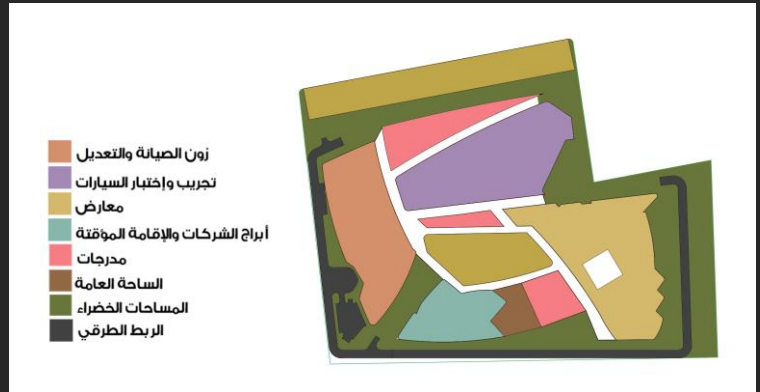 زون الصيانة والتعديل
تجريب وإختبار السيارات
معارض
أبراج الشركات والإقامة المؤقتة
مدرجات
الساحة العامة
المساحات الخضراء
الربط الطرقي